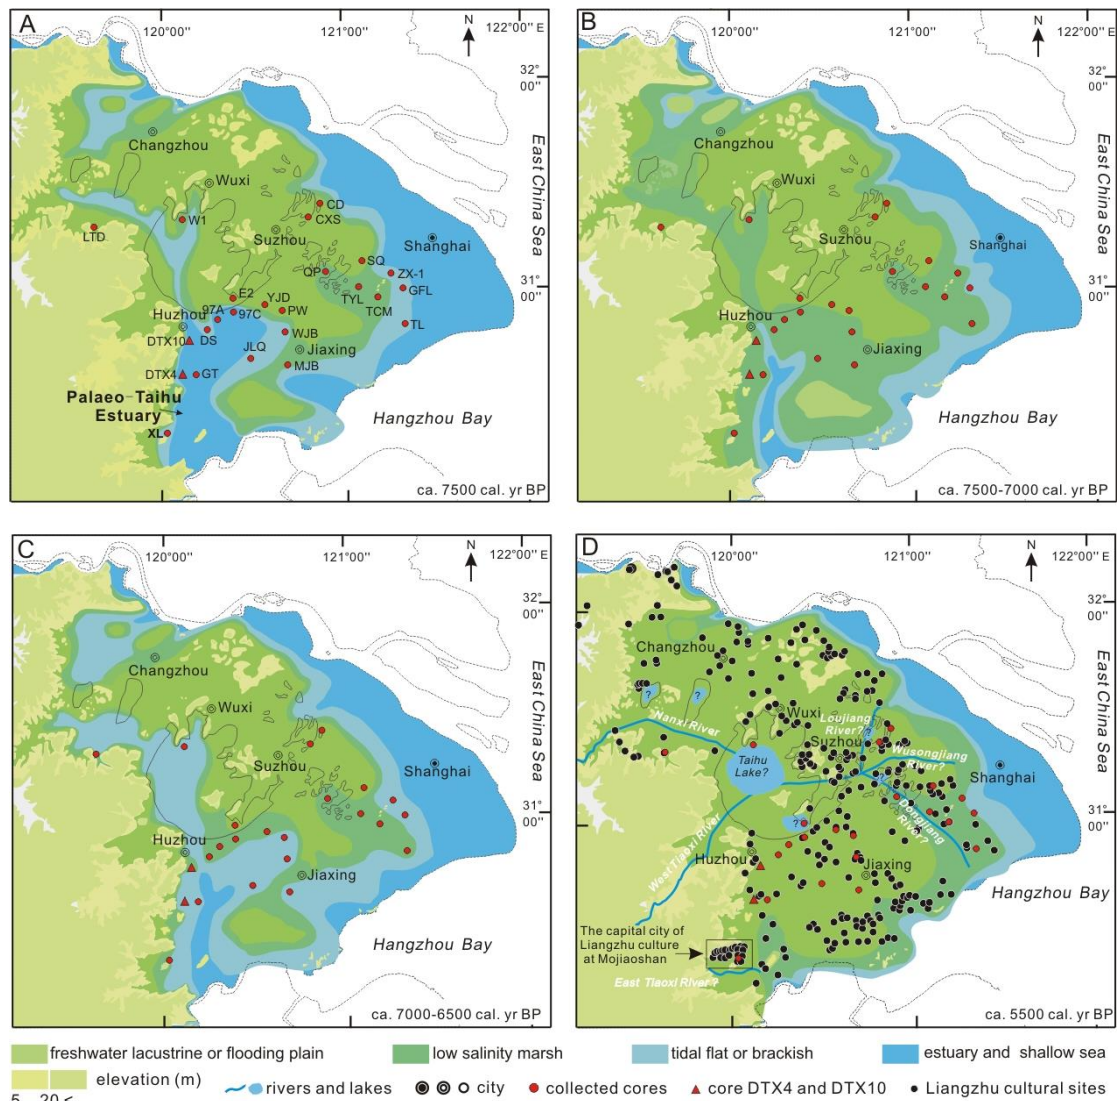 A
120°00'' 121°00'' 122°00'' E
N
32°
00''
Changzhou
East China Sea
Wuxi
CD
W1
CXS
LTD
Suzhou
Shanghai
QP
SQ
ZX-1
TYL
GFL
31°
00''
E2
YJD
TCM
97A
PW
Huzhou
97C
TL
DTX10
DS
WJB
JLQ
Jiaxing
DTX4
GT
MJB
Palaeo-Taihu
Estuary
XL
Hangzhou Bay
ca. 7500 cal. yr BP
B
120°00'' 121°00'' 122°00'' E
N
32°
00''
Changzhou
East China Sea
Wuxi
Suzhou
Shanghai
31°
00''
Huzhou
Jiaxing
Hangzhou Bay
ca. 7500-7000 cal. yr BP
C
120°00'' 121°00'' 122°00'' E
N
32°
00''
Changzhou
East China Sea
Wuxi
Suzhou
Shanghai
31°
00''
Huzhou
Jiaxing
Hangzhou Bay
ca. 7000-6500 cal. yr BP
D
120°00'' 121°00'' 122°00'' E
N
32°
00''
Changzhou
East China Sea
? ?
Wuxi
Nanxi River
Loujiang
River?
Suzhou
Wusongjiang
River?
Taihu
Lake?
Shanghai
31°
00''
Dongjiang
River?
?
West Tiaoxi River
Huzhou
Jiaxing
Hangzhou Bay
The capital city of
Liangzhu culture
at Mojiaoshan
East Tiaoxi River?
ca. 5500 cal. yr BP
freshwater lacustrine or flooding plain low salinity marsh tidal flat or brackish estuary and shallow sea
elevation (m) rivers and lakes city collected cores core DTX4 and DTX10 Liangzhu cultural sites
5 20 <